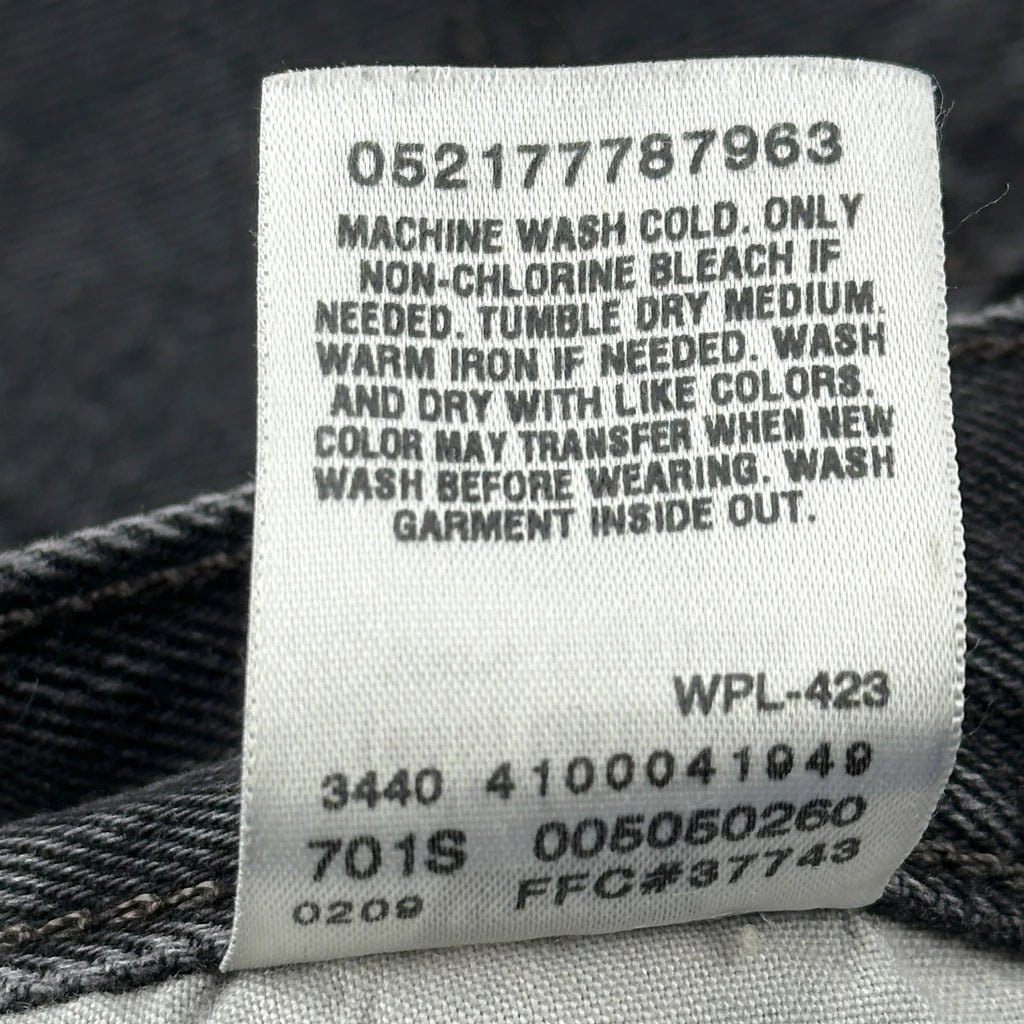 052177787963
MACHINE WASH COLD. ONLY
NON-CHLORINE BLEACH IF
NEEDED. TUMBLE DRY MEDIUM.
WARM IRON IF NEEDED. WASH
AND DRY WITH LIKE COLORS.
COLOR MAY TRANSFER WHEN NEW
WASH BEFORE WEARING. WASH
GARMENT INSIDE OUT.
WPL-423
3440 4100041949
701S 005050260
0209 FFC#37743